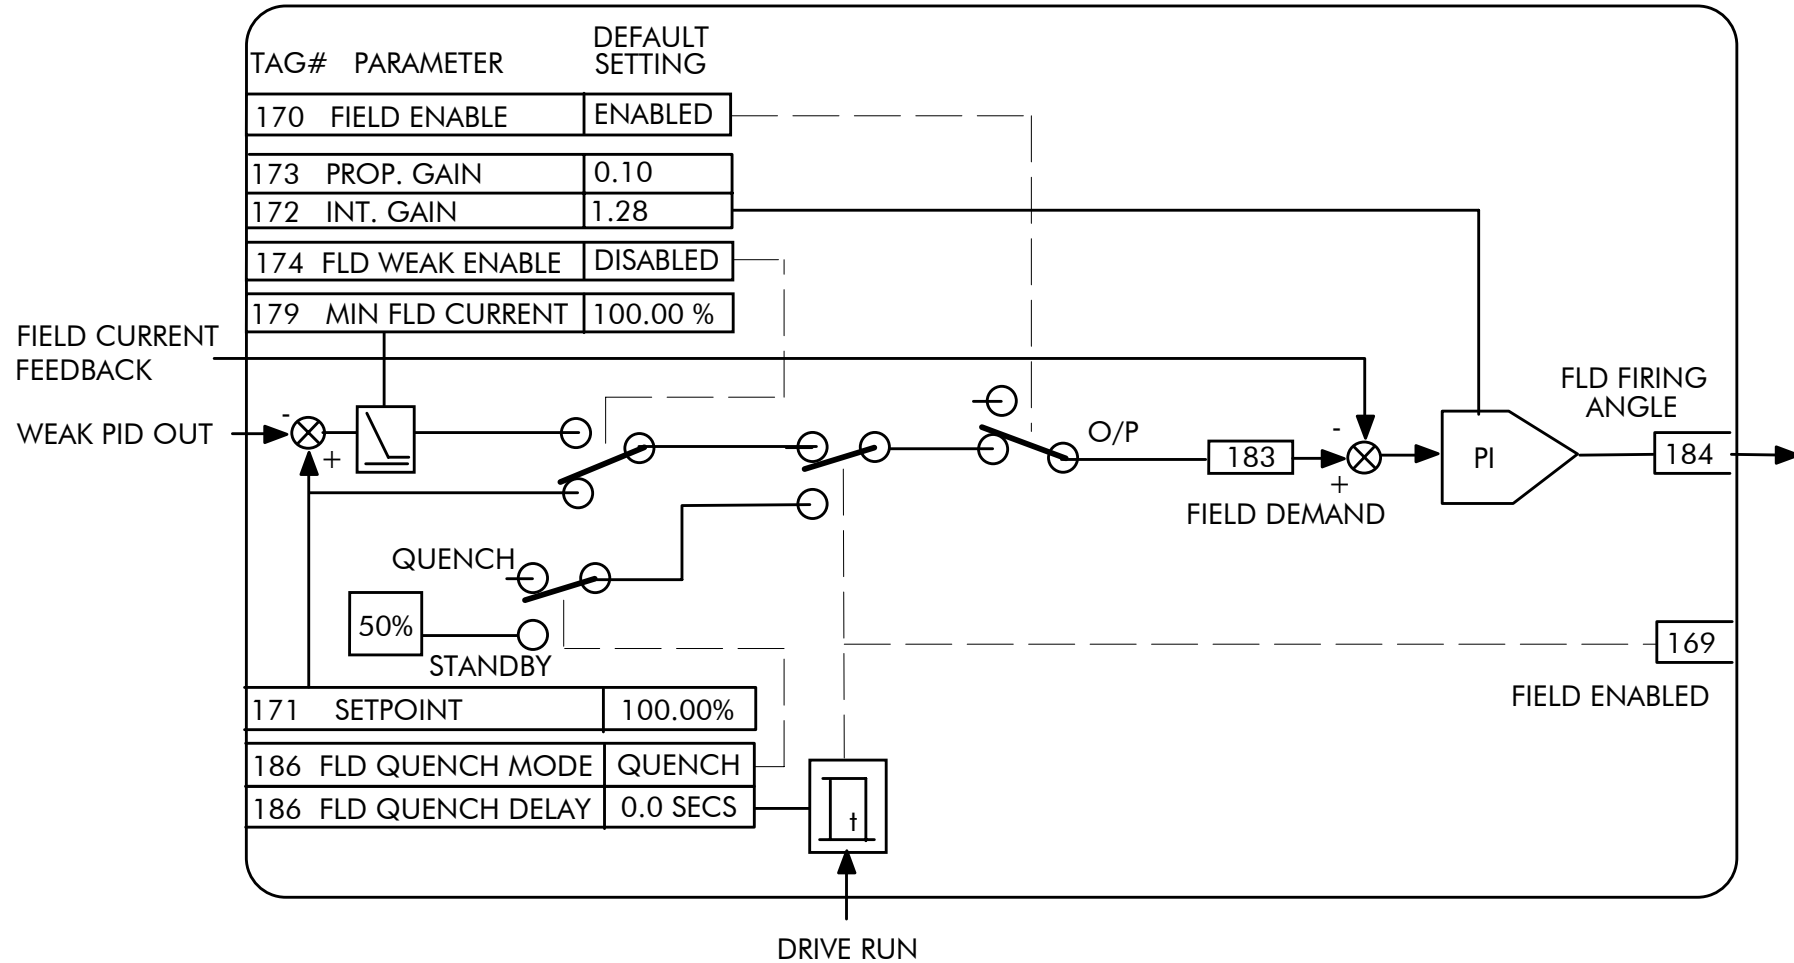 TAG# PARAMETER DEFAULT
SETTING
170 FIELD ENABLE ENABLED
173 PROP. GAIN 0.10
172 INT. GAIN 1.28
174 FLD WEAK ENABLE DISABLED
179 MIN FLD CURRENT 100.00 %
FIELD CURRENT
FEEDBACK
FLD FIRING
ANGLE
-
WEAK PID OUT
+
O/P
183
-
+
PI
184
FIELD DEMAND
QUENCH
50%
STANDBY
169
FIELD ENABLED
171 SETPOINT 100.00%
186 FLD QUENCH MODE QUENCH
186 FLD QUENCH DELAY 0.0 SECS
t
DRIVE RUN